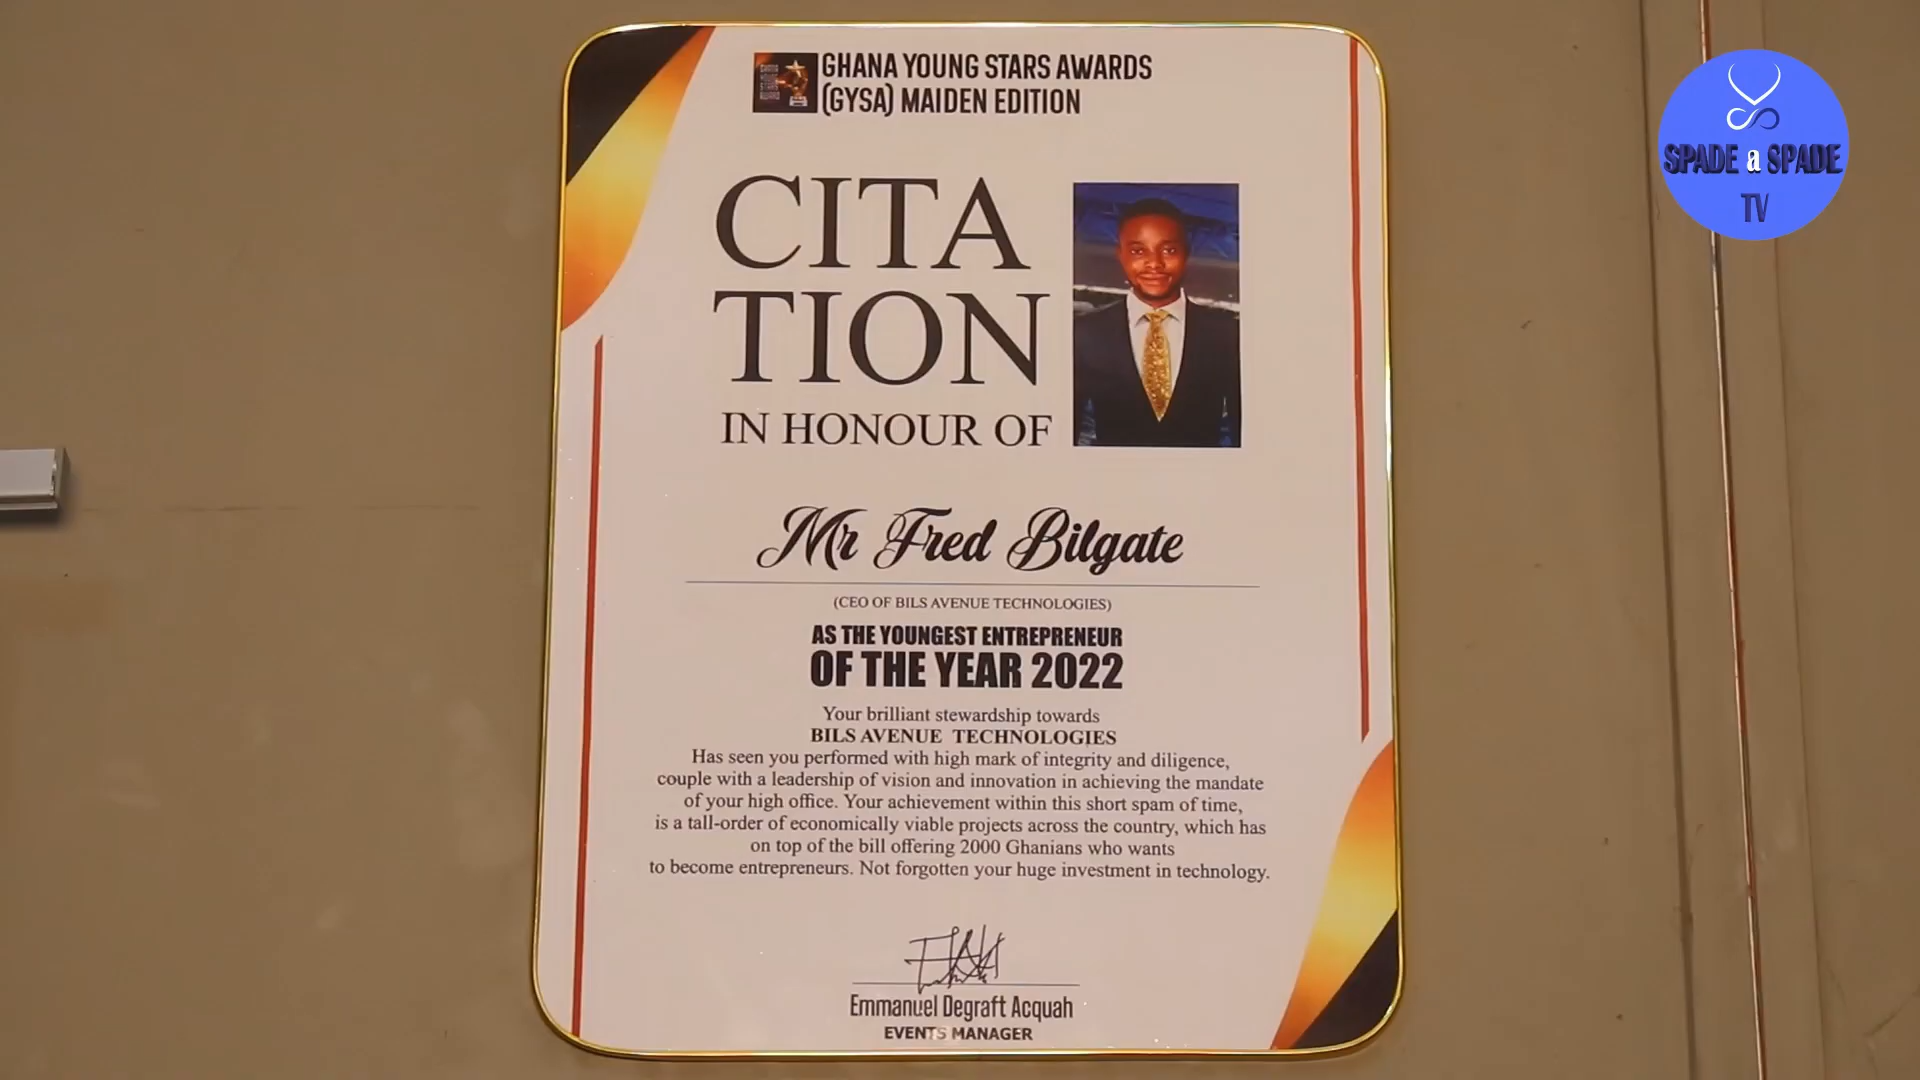 GHANA YOUNG STARS AWARDS
(GYSA) MAIDEN EDITION
CITA
TION
IN HONOUR OF
Mr Fred Bilgate
(CEO OF BILS AVENUE TECHNOLOGIES)
AS THE YOUNGEST ENTREPRENEUR
OF THE YEAR 2022
Your brilliant stewardship towards
BILS AVENUE TECHNOLOGIES
Has seen you performed with high mark of integrity and diligence,
couple with a leadership of vision and innovation in achieving the mandate
of your high office. Your achievement within this short spam of time,
is a tall-order of economically viable projects across the country, which has
on top of the bill offering 2000 Ghanians who wants
to become entrepreneurs. Not forgotten your huge investment in technology.
Emmanuel Degraft Acquah
EVENTS MANAGER
SPADE a SPADE
TV